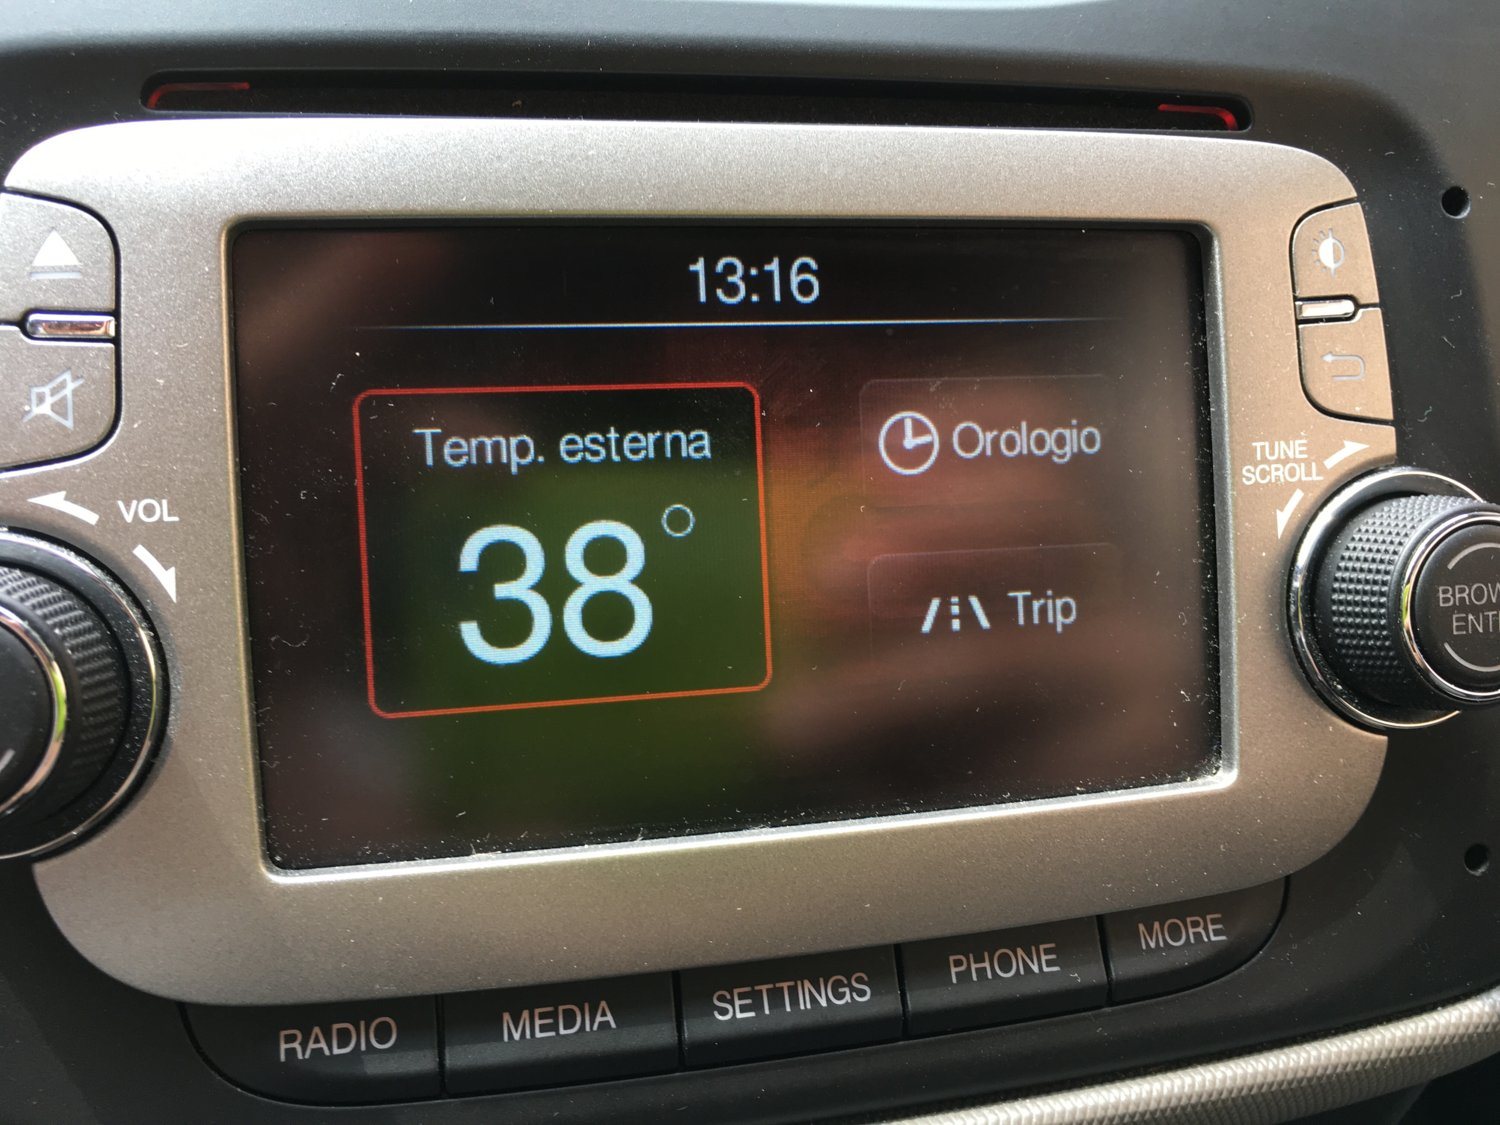 13:16
Temp. esterna
38°
Orologio
Trip
VOL
TUNE
SCROLL
RADIO
MEDIA
SETTINGS
PHONE
MORE